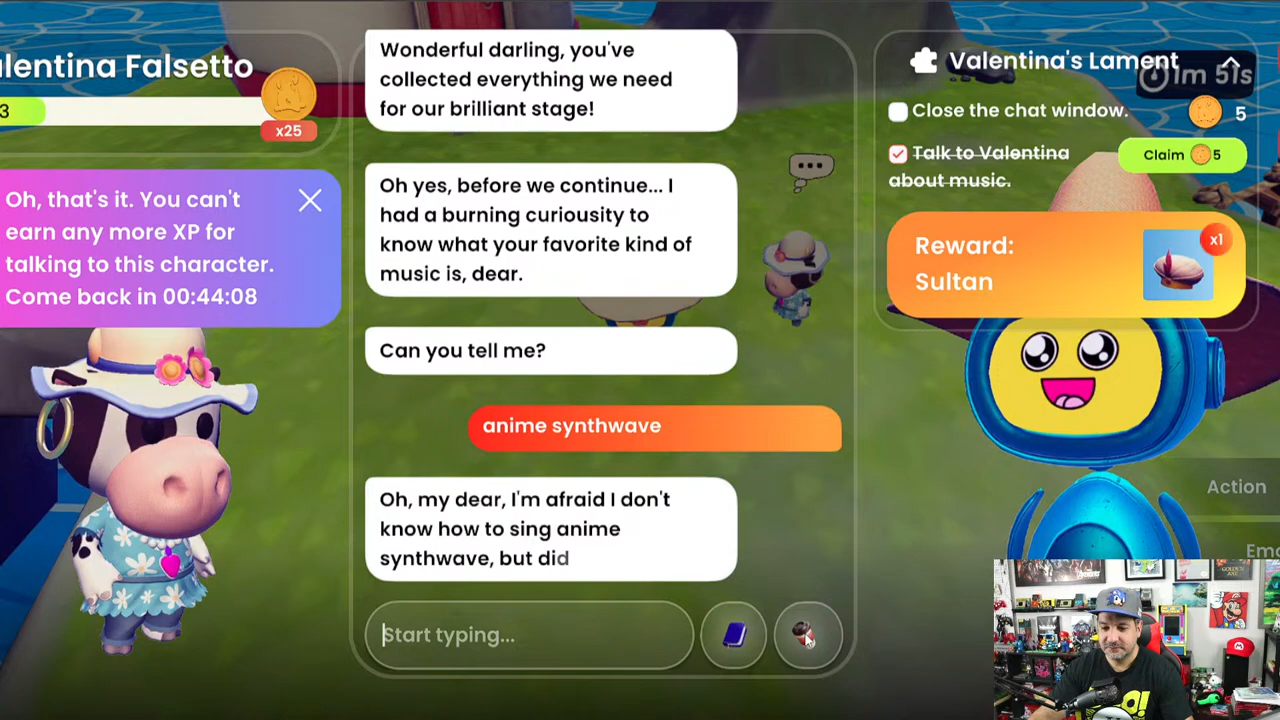 lentina Falsetto
3
x25
Oh, that's it. You can't
earn any more XP for
talking to this character.
Come back in 00:44:08
Wonderful darling, you've
collected everything we need
for our brilliant stage!
Oh yes, before we continue... I
had a burning curiousity to
know what your favorite kind of
music is, dear.
Can you tell me?
anime synthwave
Oh, my dear, I'm afraid I don't
know how to sing anime
synthwave, but did
Start typing...
Valentina's Lament
1m 51s
Close the chat window.
5
Talk to Valentina
about music.
Claim 5
Reward:
Sultan
x1
Action
Emo